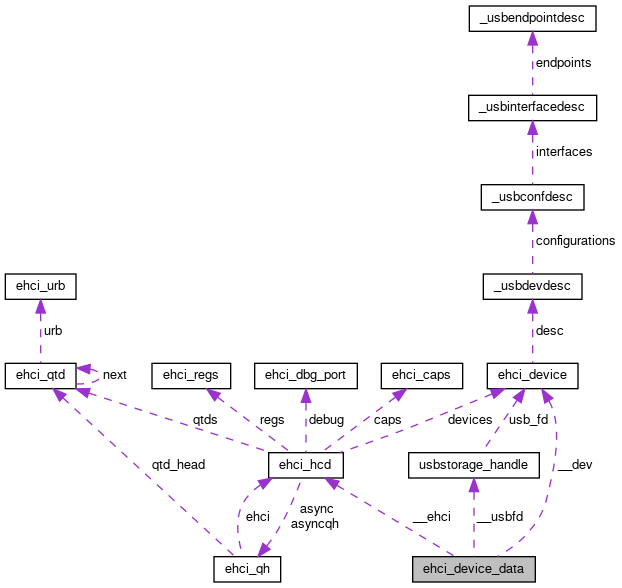 _usbendpointdesc
endpoints
_usbinterfacedesc
interfaces
_usbconfdesc
configurations
ehci_urb
_usbdevdesc
urb
desc
ehci_qtd
next
ehci_regs
ehci_dbg_port
ehci_caps
ehci_device
qtds
regs
debug
caps
devices
usb_fd
qtd_head
ehci_hcd
usbstorage_handle
__dev
ehci
async
asyncqh
__ehci
__usbfd
ehci_qh
ehci_device_data